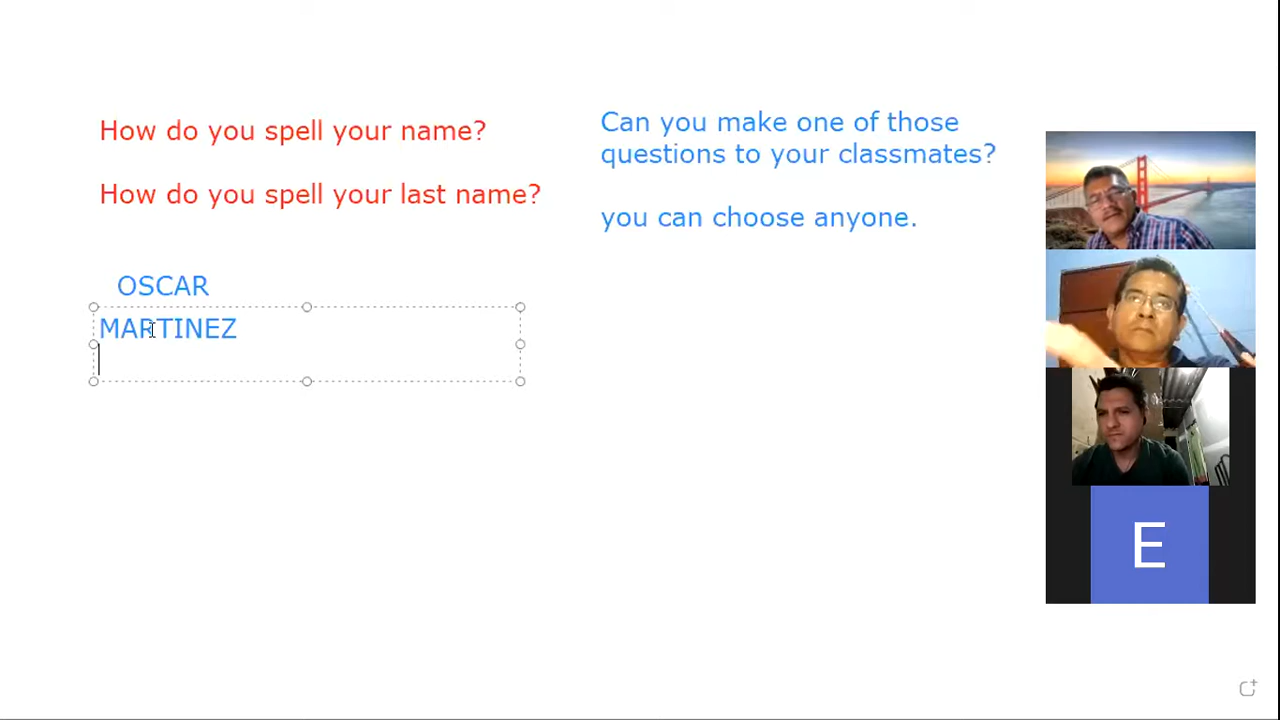 How do you spell your name?
How do you spell your last name?
OSCAR
MARTINEZ
Can you make one of those
questions to your classmates?
you can choose anyone.
E